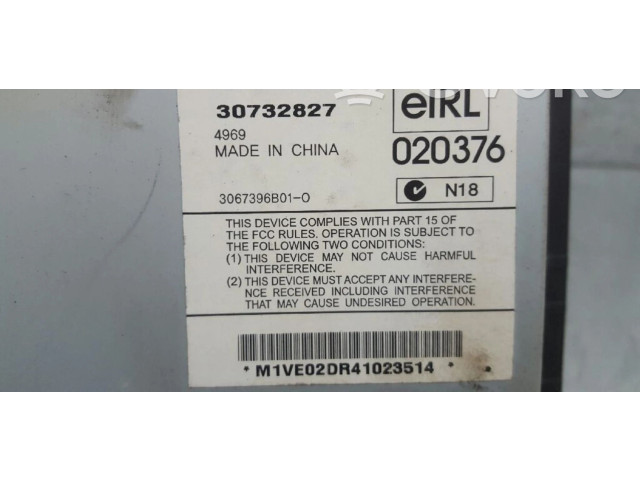 30732827
4969
MADE IN CHINA
eIRL
020376
N18
3067396B01-O
THIS DEVICE COMPLIES WITH PART 15 OF
THE FCC RULES. OPERATION IS SUBJECT TO
THE FOLLOWING TWO CONDITIONS:
(1) THIS DEVICE MAY NOT CAUSE HARMFUL
INTERFERENCE.
(2) THIS DEVICE MUST ACCEPT ANY INTERFERE-
NCE RECEIVED INCLUDING INTERFERENCE
THAT MAY CAUSE UNDESIRED OPERATION.
* M1VE02DR41023514 *